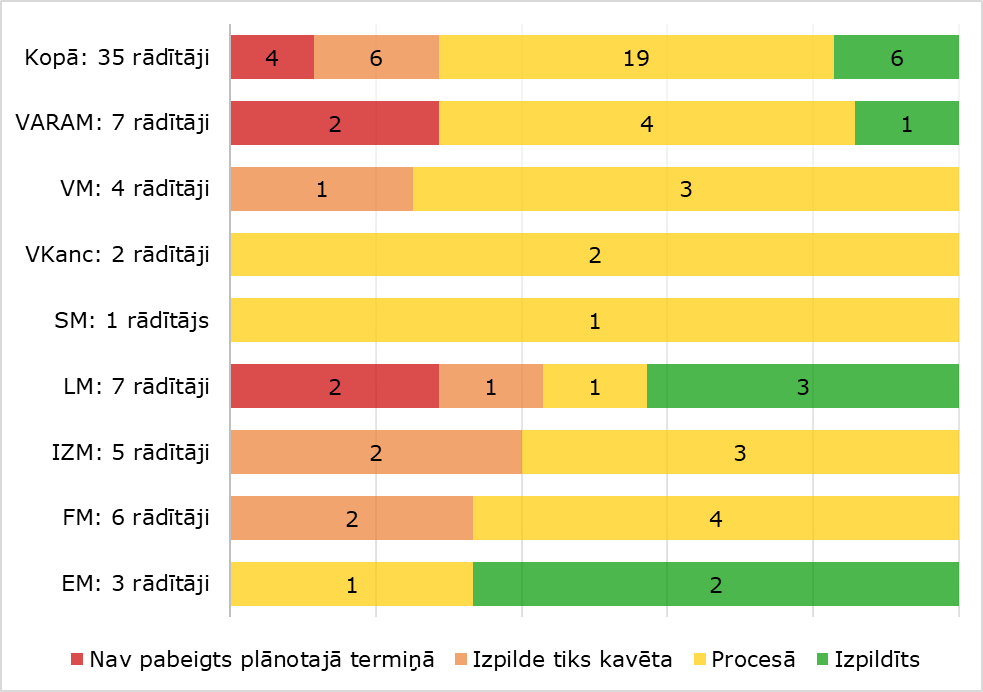 Kopā: 35 rādītāji 4 6 19 6
VARAM: 7 rādītāji 2 4 1
VM: 4 rādītāji 1 3
VKanc: 2 rādītāji 2
SM: 1 rādītājs 1
LM: 7 rādītāji 2 1 1 3
IZM: 5 rādītāji 2 3
FM: 6 rādītāji 2 4
EM: 3 rādītāji 1 2
Nav pabeigts plānotajā termiņā Izpilde tiks kavēta Procesā Izpildīts